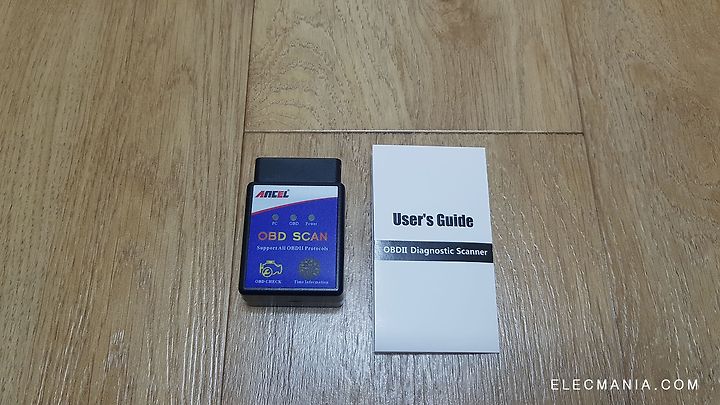 ANCEL
PC OBD Power
OBD SCAN
Support All OBDII Protocols
OBD CHECK Time Information
User's Guide
OBDII Diagnostic Scanner
ELECMANIA.COM